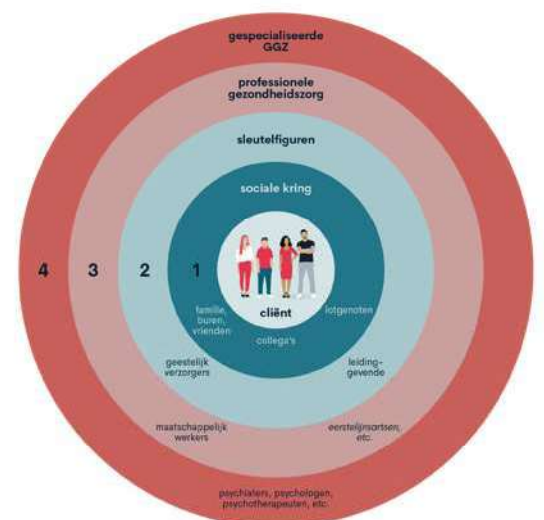 gespecialiseerde
GGZ
professionele
gezondheidszorg
sleutelfiguren
sociale kring
4
3
2
1
familie,
buren,
vrienden
cliënt
lotgenoten
collega's
geestelijk
verzorgers
leiding-
gevende
maatschappelijk
werkers
eerstelijnsartsen,
etc.
psychiaters, psychologen,
psychotherapeuten, etc.